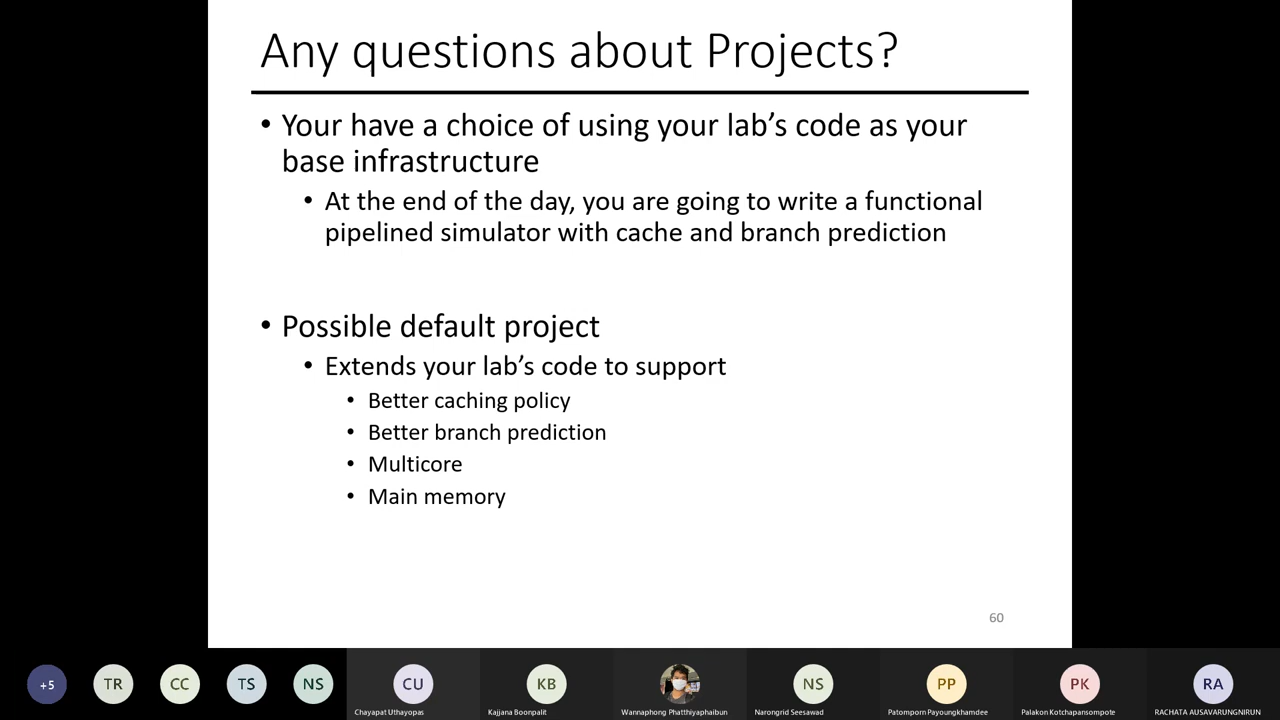 Any questions about Projects?
• Your have a choice of using your lab's code as your
base infrastructure
• At the end of the day, you are going to write a functional
pipelined simulator with cache and branch prediction
• Possible default project
• Extends your lab's code to support
• Better caching policy
• Better branch prediction
• Multicore
• Main memory
60
+5 TR CC TS NS CU KB NS PP PK RA
Chayapat Uthayopas Kajjana Boonpalit Wannaphong Phatthiyaphaibun Narongrid Seesawad Patomporn Payoungkhamdee Palakon Kotchapansompote RACHATA AUSAVARUNGNIRUN